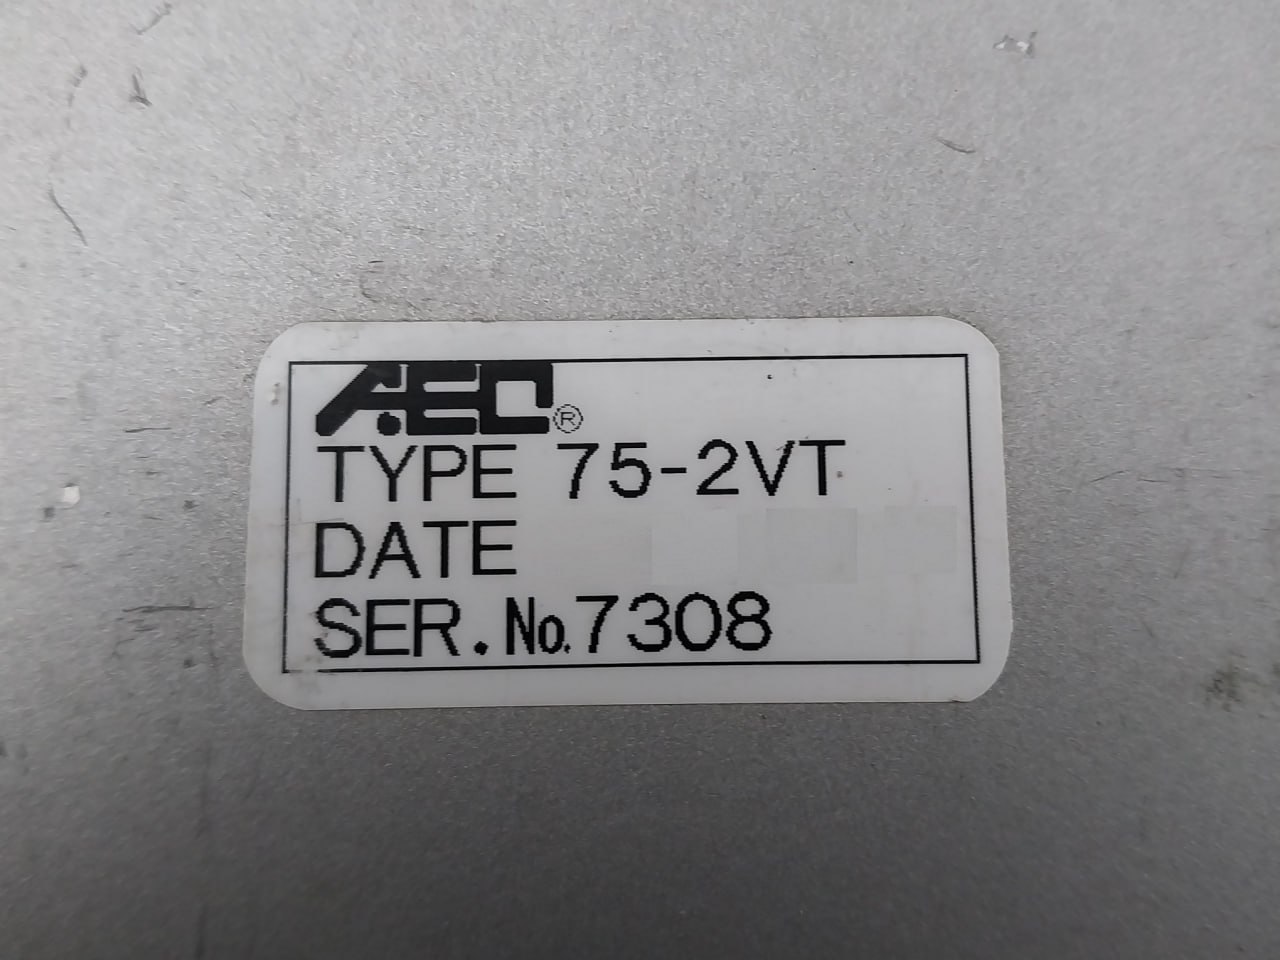 AEC®
TYPE 75-2VT
DATE
SER.No.7308